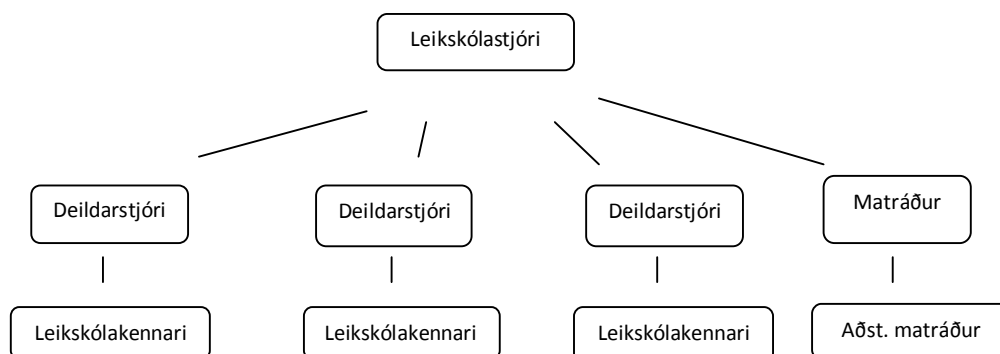 Leikskólastjóri
Deildarstjóri
Deildarstjóri
Deildarstjóri
Matráður
Leikskólakennari
Leikskólakennari
Leikskólakennari
Aðst. matráður